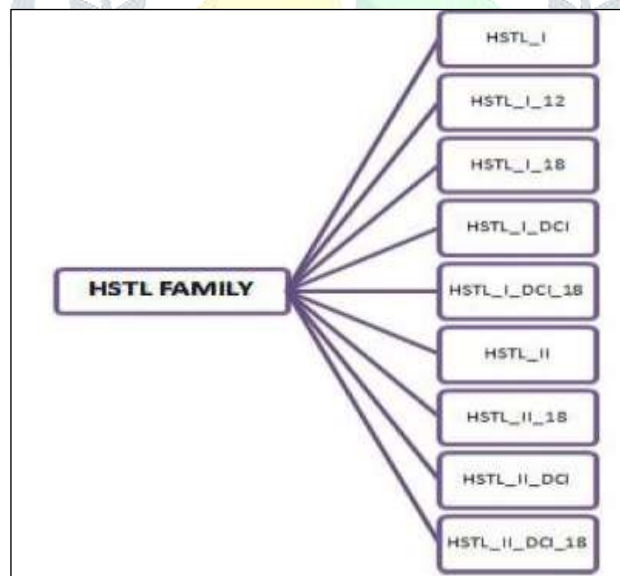 HSTL_I
HSTL_I_12
HSTL_I_18
HSTL_I_DCI
HSTL FAMILY
HSTL_I_DCI_18
HSTL_II
HSTL_II_18
HSTL_II_DCI
HSTL_II_DCI_18